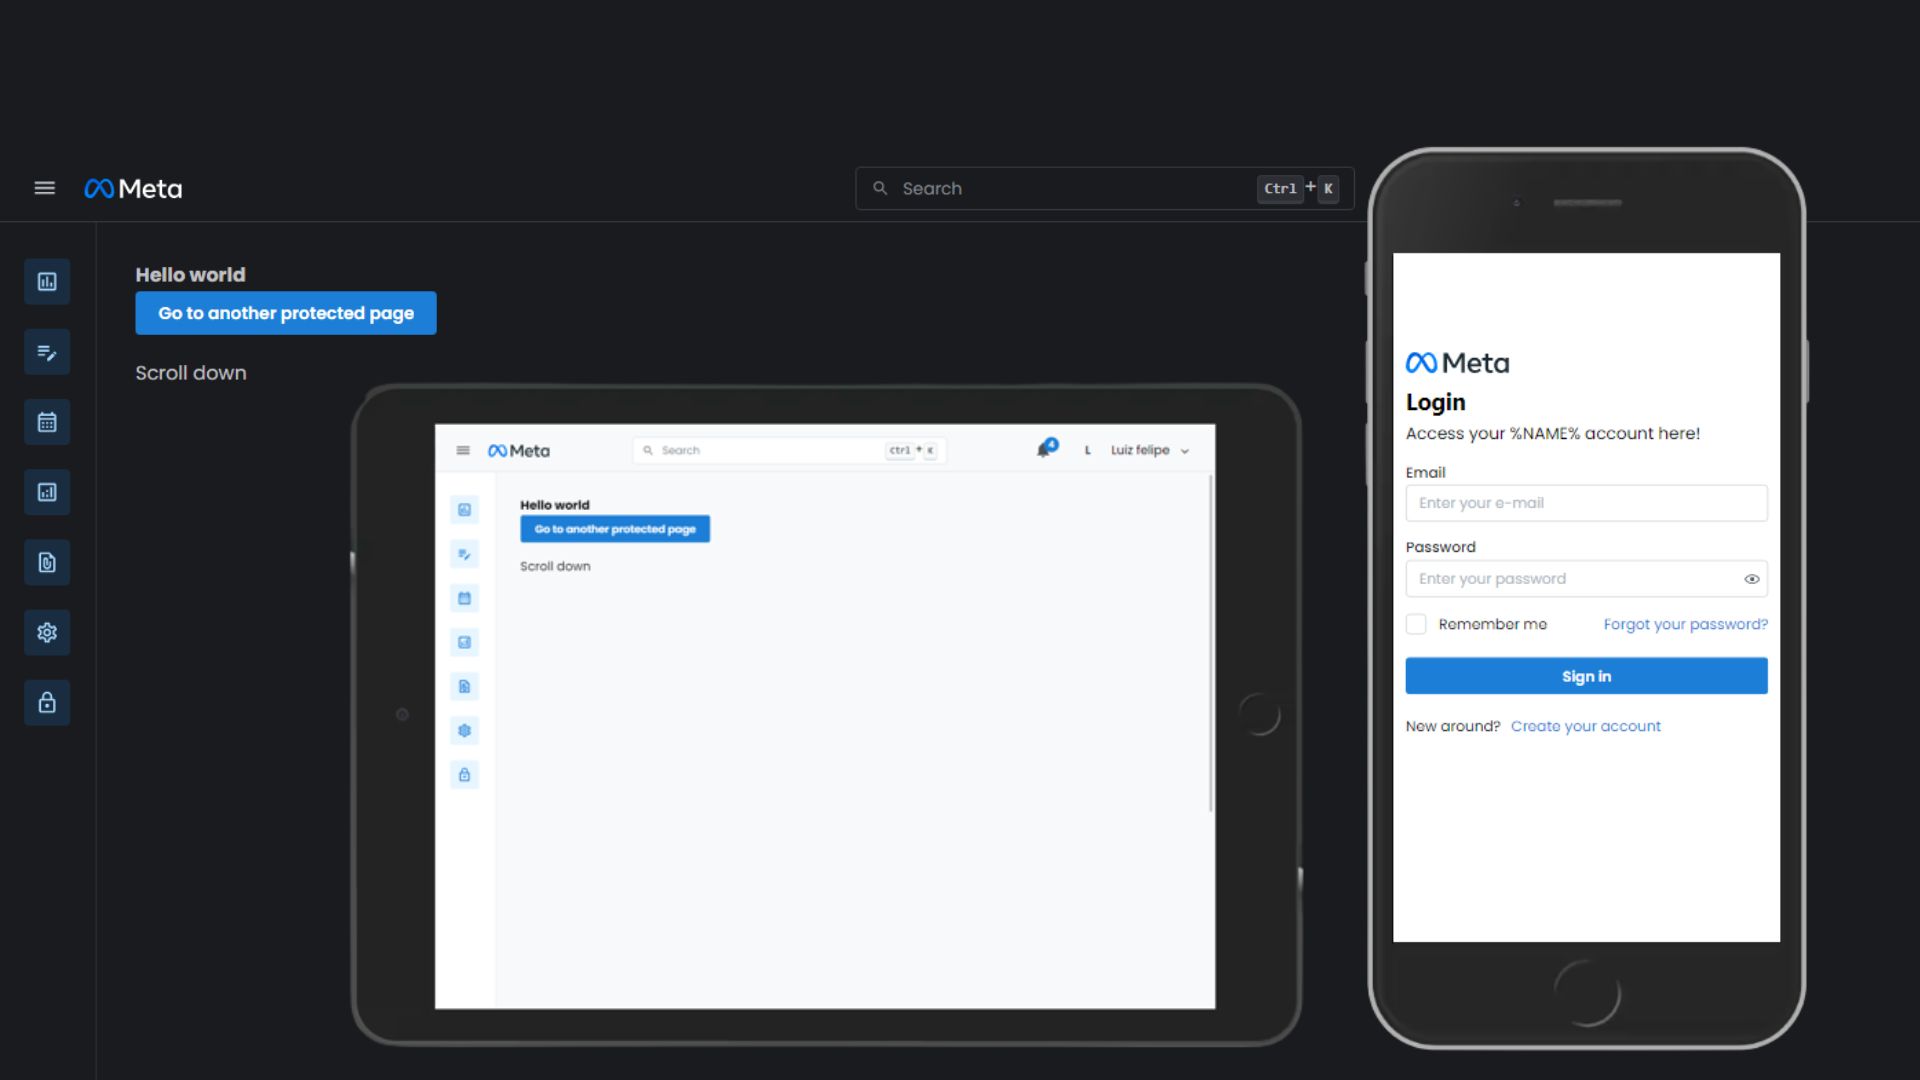 Meta
Search Ctrl + K
Hello world
Go to another protected page
Scroll down
Meta
Search Ctrl + K
4
L Luiz felipe
Hello world
Go to another protected page
Scroll down
Meta
Login
Access your %NAME% account here!
Email
Enter your e-mail
Password
Enter your password
Remember me Forgot your password?
Sign in
New around? Create your account